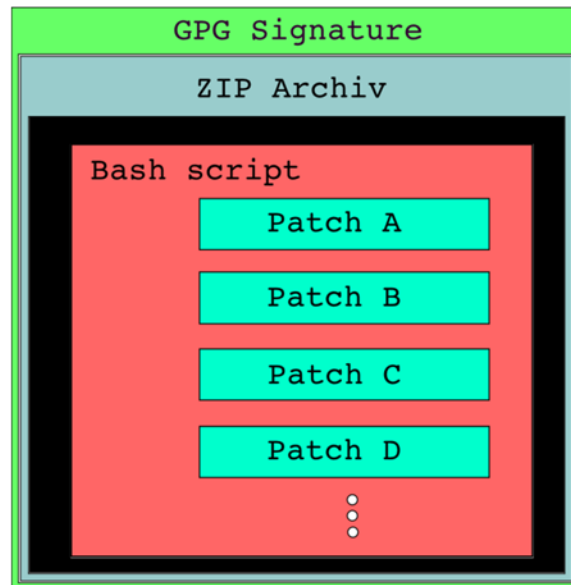 GPG Signature
ZIP Archiv
Bash script
Patch A
Patch B
Patch C
Patch D